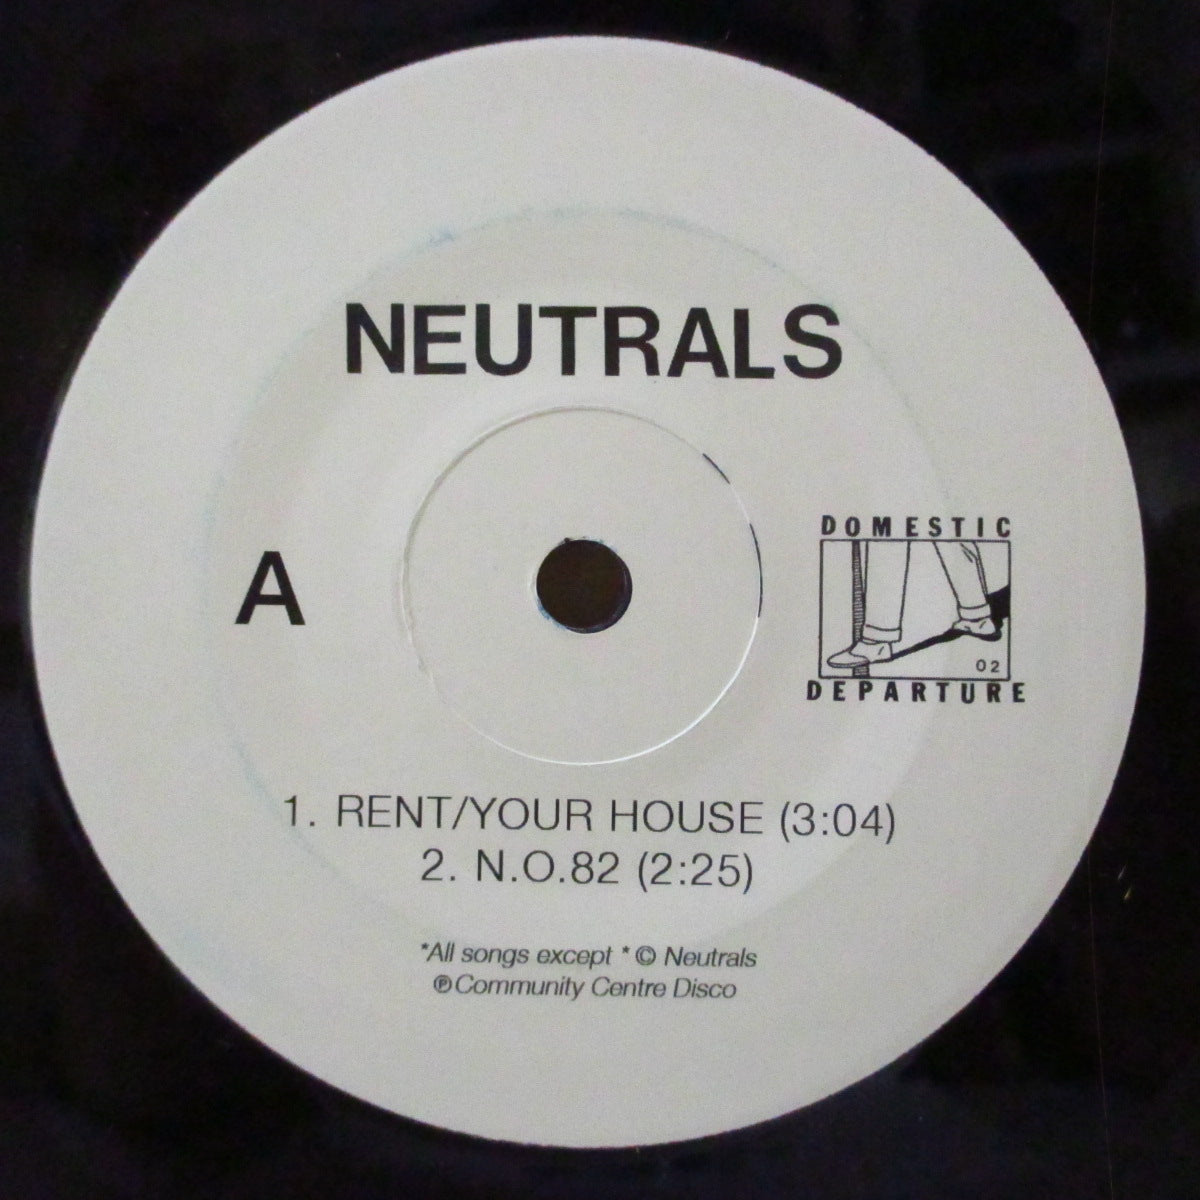 NEUTRALS
A
DOMESTIC
02
DEPARTURE
1. RENT/YOUR HOUSE (3:04)
2. N.O.82 (2:25)
*All songs except * © Neutrals
℗ Community Centre Disco